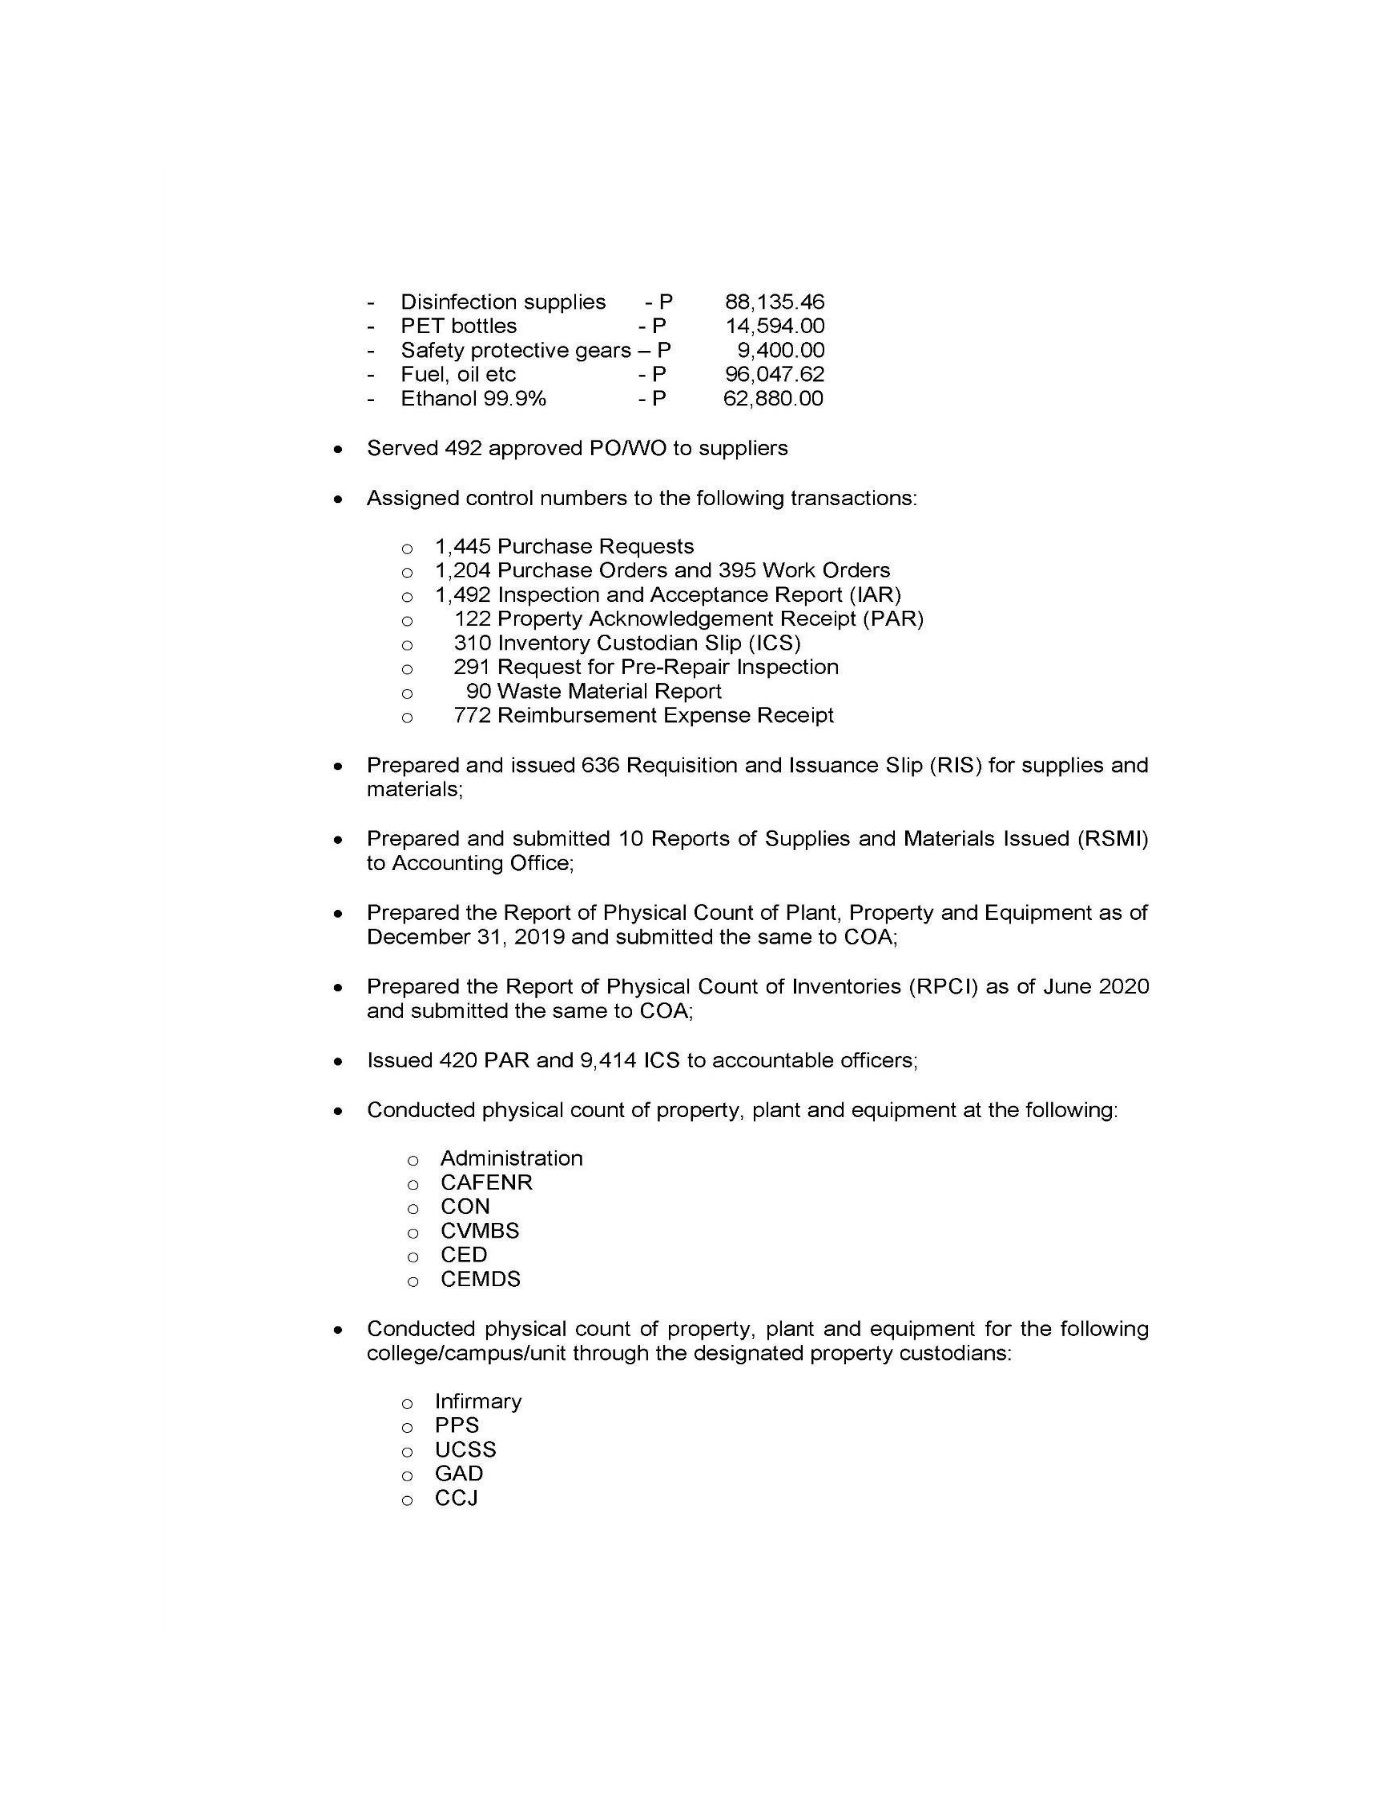 - Disinfection supplies - P 88,135.46
- PET bottles - P 14,594.00
- Safety protective gears – P 9,400.00
- Fuel, oil etc - P 96,047.62
- Ethanol 99.9% - P 62,880.00
• Served 492 approved PO/WO to suppliers
• Assigned control numbers to the following transactions:
o 1,445 Purchase Requests
o 1,204 Purchase Orders and 395 Work Orders
o 1,492 Inspection and Acceptance Report (IAR)
o 122 Property Acknowledgement Receipt (PAR)
o 310 Inventory Custodian Slip (ICS)
o 291 Request for Pre-Repair Inspection
o 90 Waste Material Report
o 772 Reimbursement Expense Receipt
• Prepared and issued 636 Requisition and Issuance Slip (RIS) for supplies and
materials;
• Prepared and submitted 10 Reports of Supplies and Materials Issued (RSMI)
to Accounting Office;
• Prepared the Report of Physical Count of Plant, Property and Equipment as of
December 31, 2019 and submitted the same to COA;
• Prepared the Report of Physical Count of Inventories (RPCI) as of June 2020
and submitted the same to COA;
• Issued 420 PAR and 9,414 ICS to accountable officers;
• Conducted physical count of property, plant and equipment at the following:
o Administration
o CAFENR
o CON
o CVMBS
o CED
o CEMDS
• Conducted physical count of property, plant and equipment for the following
college/campus/unit through the designated property custodians:
o Infirmary
o PPS
o UCSS
o GAD
o CCJ